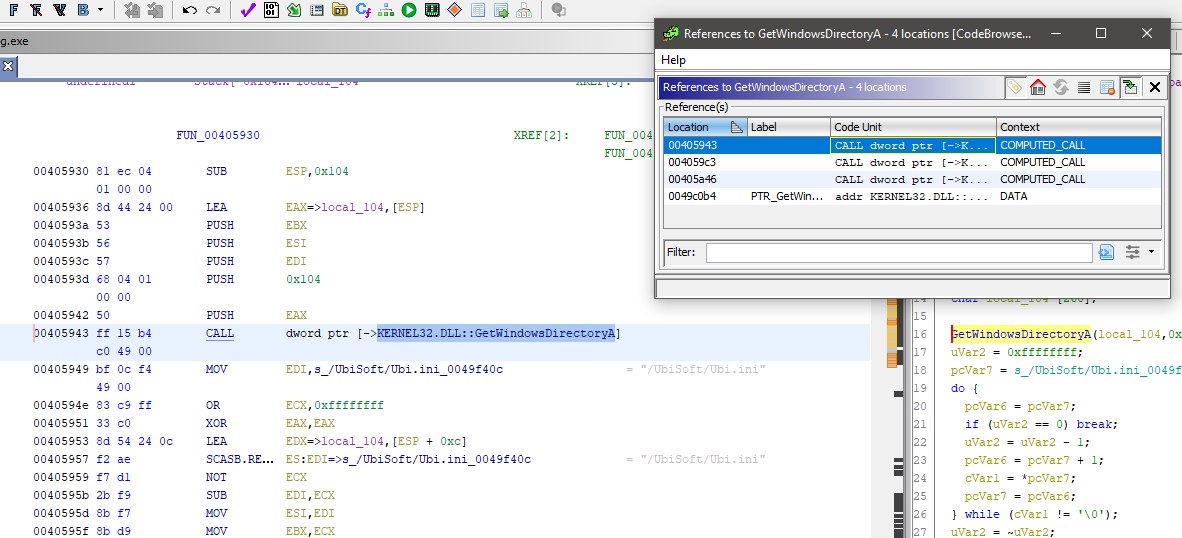 g.exe
undefined1 Stack[-0x104... local_104 XREF[3]:
FUN_00405930 XREF[2]: FUN_004
FUN_004
00405930 81 ec 04 SUB ESP,0x104
01 00 00
00405936 8d 44 24 00 LEA EAX=>local_104,[ESP]
0040593a 53 PUSH EBX
0040593b 56 PUSH ESI
0040593c 57 PUSH EDI
0040593d 68 04 01 PUSH 0x104
00 00
00405942 50 PUSH EAX
00405943 ff 15 b4 CALL dword ptr [->KERNEL32.DLL::GetWindowsDirectoryA]
c0 49 00
00405949 bf 0c f4 MOV EDI,s_/UbiSoft/Ubi.ini_0049f40c = "/UbiSoft/Ubi.ini"
49 00
0040594e 83 c9 ff OR ECX,0xffffffff
00405951 33 c0 XOR EAX,EAX
00405953 8d 54 24 0c LEA EDX=>local_104,[ESP + 0xc]
00405957 f2 ae SCASB.RE... ES:EDI=>s_/UbiSoft/Ubi.ini_0049f40c = "/UbiSoft/Ubi.ini"
00405959 f7 d1 NOT ECX
0040595b 2b f9 SUB EDI,ECX
0040595d 8b f7 MOV ESI,EDI
0040595f 8b d9 MOV EBX,ECX
References to GetWindowsDirectoryA - 4 locations [CodeBrowse...
Help
References to GetWindowsDirectoryA - 4 locations
Reference(s)
Location Label Code Unit Context
00405943 CALL dword ptr [->K... COMPUTED_CALL
004059c3 CALL dword ptr [->K... COMPUTED_CALL
00405a46 CALL dword ptr [->K... COMPUTED_CALL
0049c0b4 PTR_GetWin... addr KERNEL32.DLL::... DATA
Filter:
14 char local_104 [260];
15
16 GetWindowsDirectoryA(local_104,0x
17 uVar2 = 0xffffffff;
18 pcVar7 = s_/UbiSoft/Ubi.ini_0049f
19 do {
20 pcVar6 = pcVar7;
21 if (uVar2 == 0) break;
22 uVar2 = uVar2 - 1;
23 pcVar6 = pcVar7 + 1;
24 cVar1 = *pcVar7;
25 pcVar7 = pcVar6;
26 } while (cVar1 != '\0');
27 uVar2 = ~uVar2;